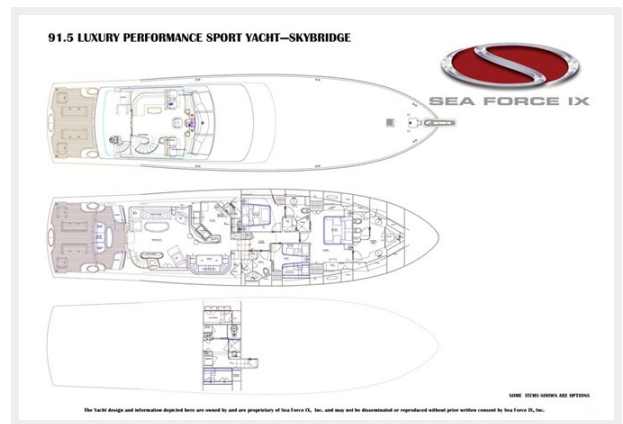 91.5 LUXURY PERFORMANCE SPORT YACHT—SKYBRIDGE
SEA FORCE IX
SOME ITEMS SHOWN ARE OPTIONS
The Yacht design and information depicted here are owned by and are proprietary of Sea Force IX, Inc. and may not be disseminated or reproduced without prior written consent by Sea Force IX, Inc.